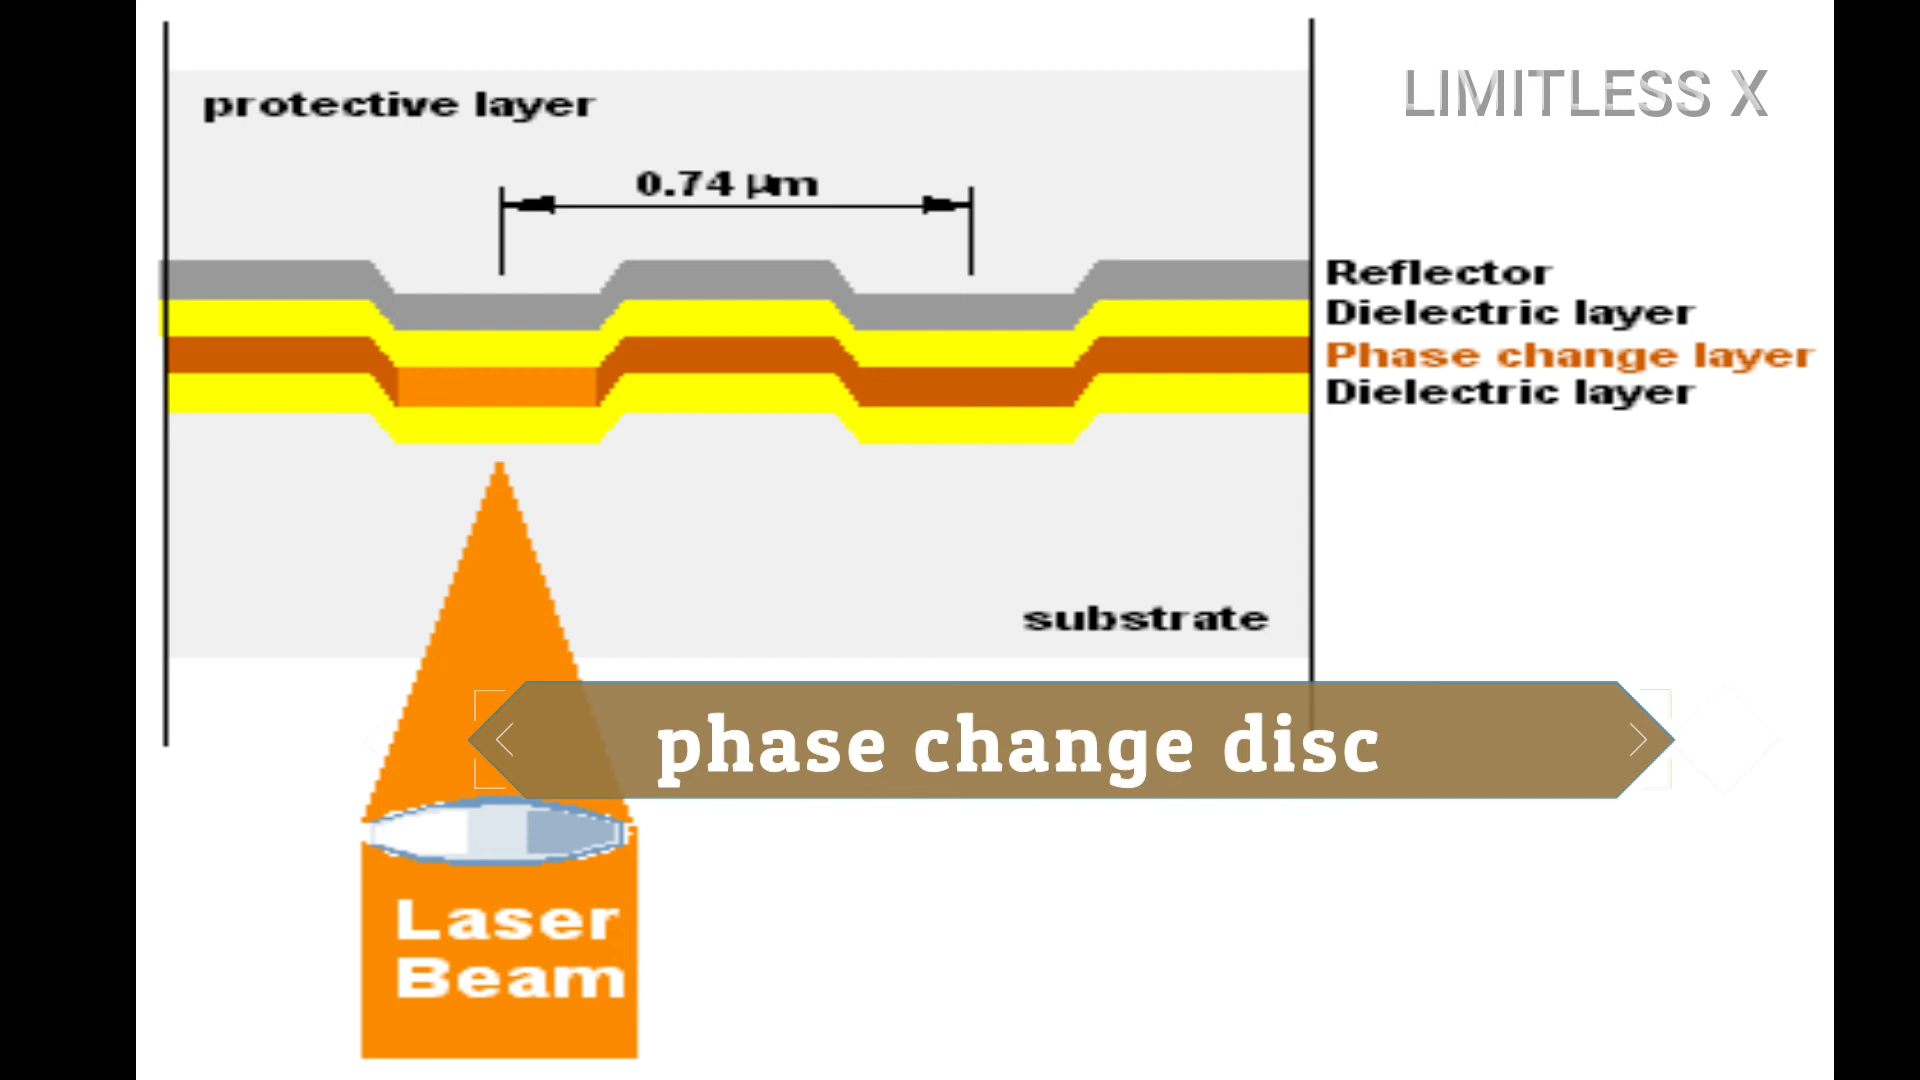 LIMITLESS X
protective layer
0.74 µm
Reflector
Dielectric layer
Phase change layer
Dielectric layer
substrate
phase change disc
Laser
Beam